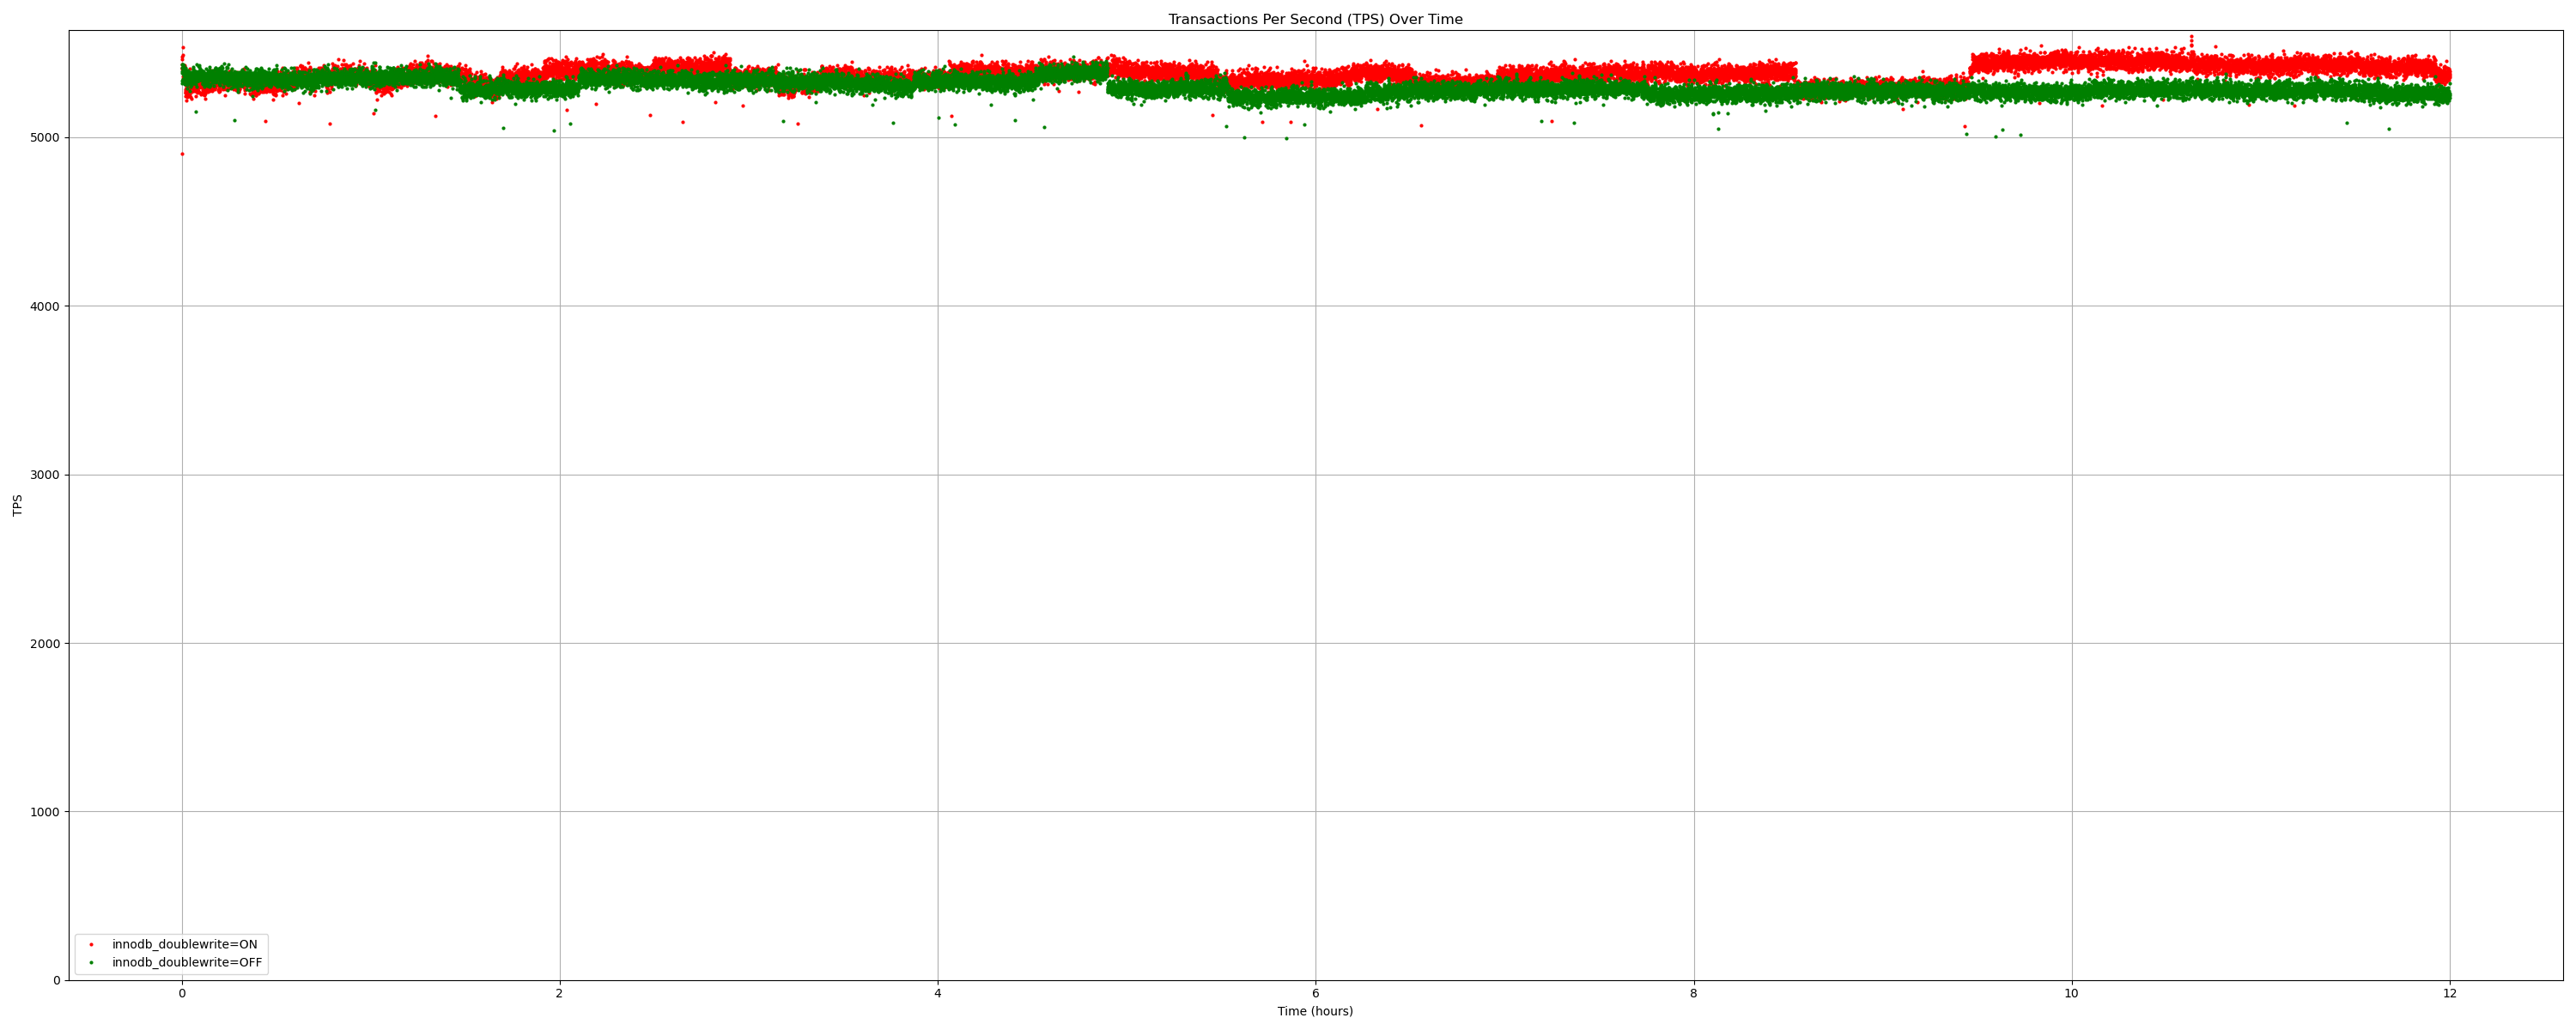 Transactions Per Second (TPS) Over Time
TPS
5000
4000
3000
2000
1000
0
innodb_doublewrite=ON
innodb_doublewrite=OFF
0 2 4 6 8 10 12
Time (hours)